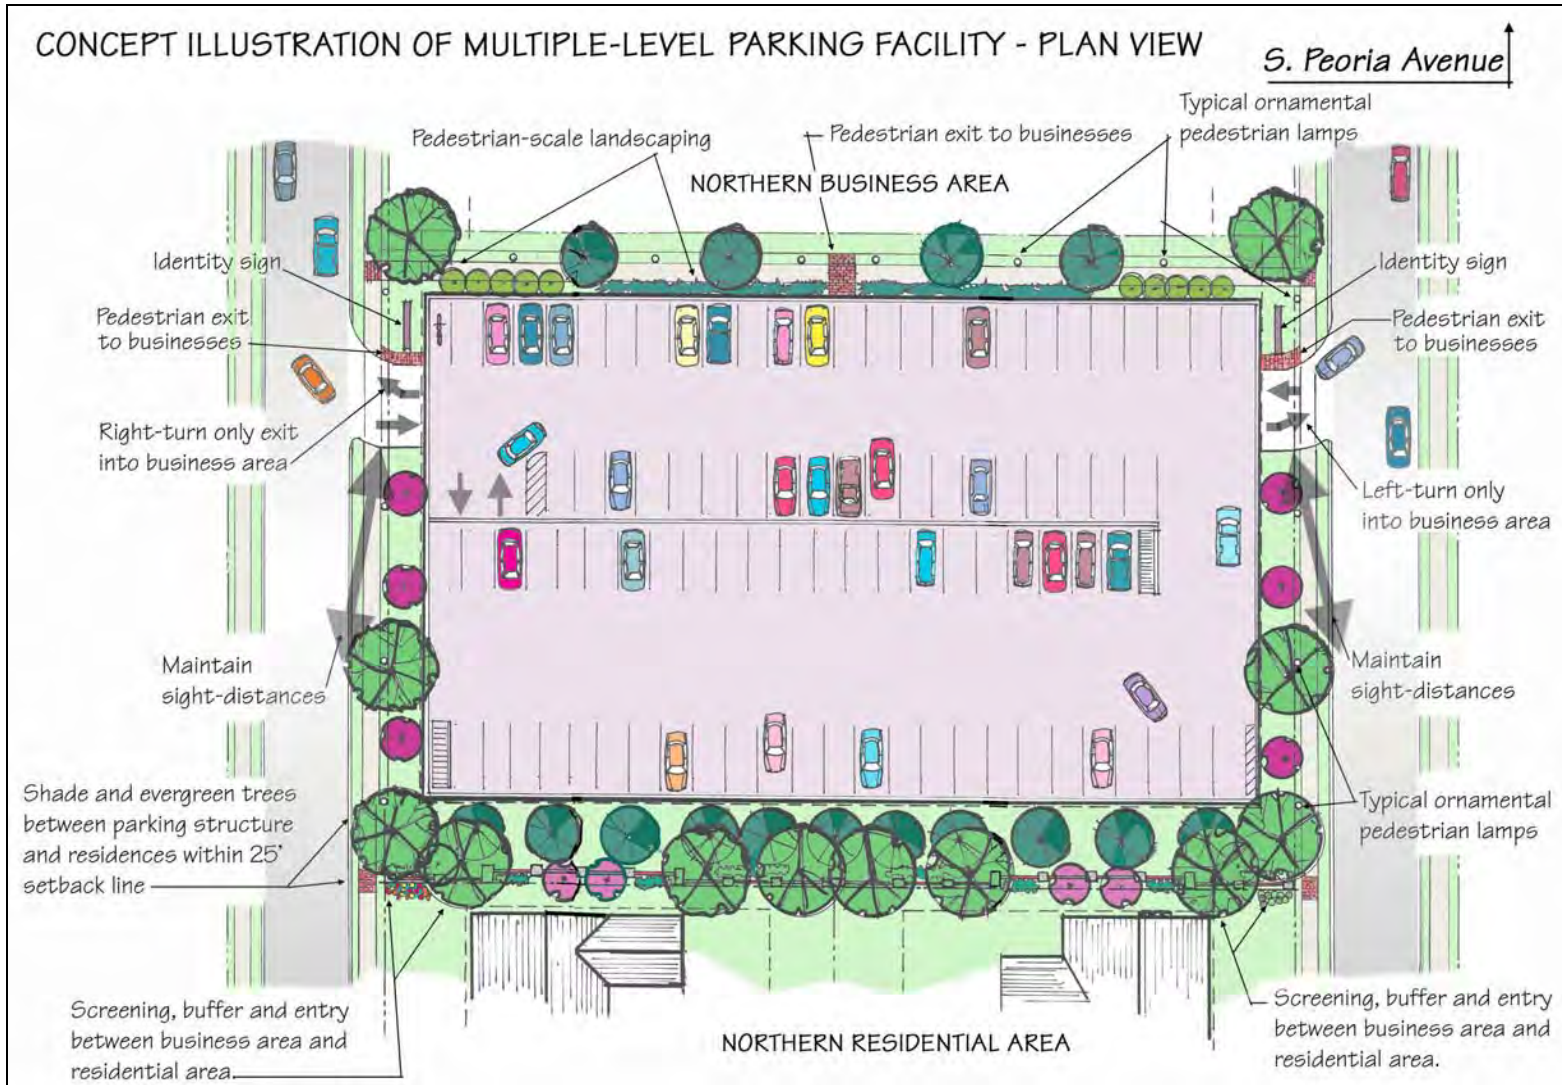 CONCEPT ILLUSTRATION OF MULTIPLE-LEVEL PARKING FACILITY - PLAN VIEW
S. Peoria Avenue
Pedestrian-scale landscaping
Pedestrian exit to businesses
Typical ornamental
pedestrian lamps
NORTHERN BUSINESS AREA
Identity sign
Identity sign
Pedestrian exit
to businesses
Pedestrian exit
to businesses
Right-turn only exit
into business area
Left-turn only
into business area
Maintain
sight-distances
Maintain
sight-distances
Shade and evergreen trees
between parking structure
and residences within 25'
setback line
Typical ornamental
pedestrian lamps
Screening, buffer and entry
between business area and
residential area.
Screening, buffer and entry
between business area and
residential area.
NORTHERN RESIDENTIAL AREA